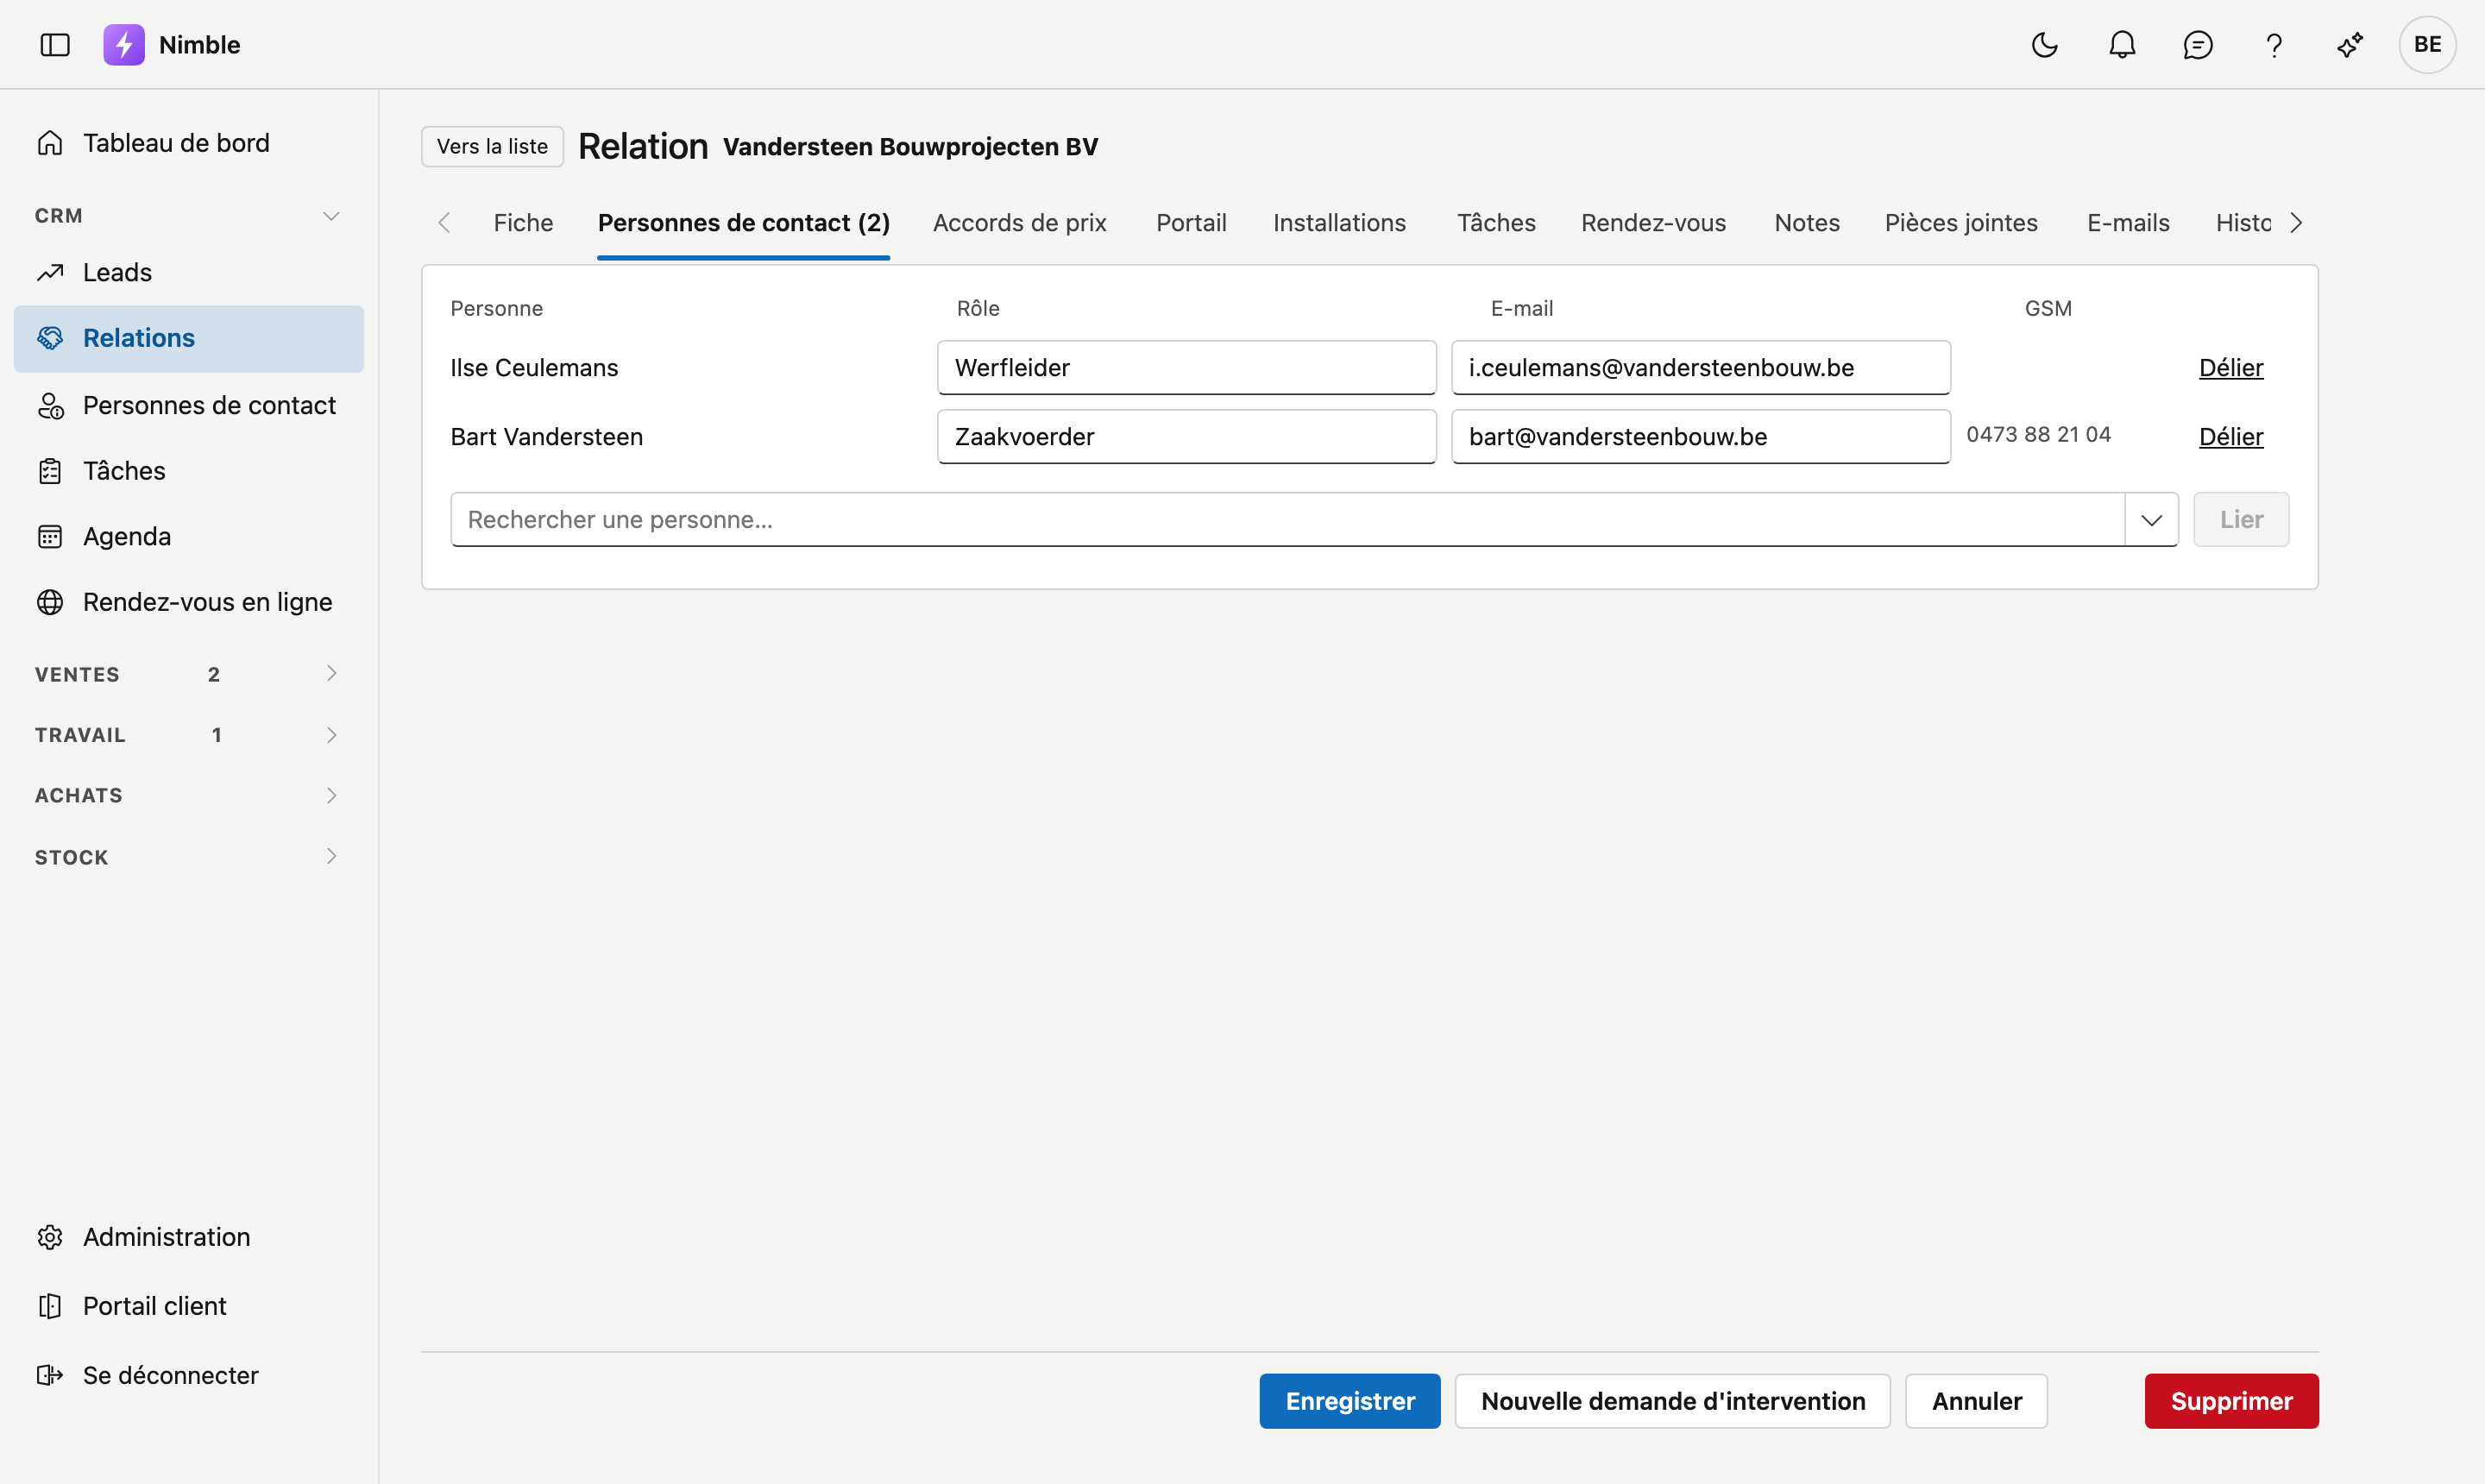 Nimble
BE
Tableau de bord
CRM
Leads
Relations
Personnes de contact
Tâches
Agenda
Rendez-vous en ligne
VENTES 2
TRAVAIL 1
ACHATS
STOCK
Administration
Portail client
Se déconnecter
Vers la liste Relation Vandersteen Bouwprojecten BV
Fiche Personnes de contact (2) Accords de prix Portail Installations Tâches Rendez-vous Notes Pièces jointes E-mails Histo
Personne Rôle E-mail GSM
Ilse Ceulemans Werfleider i.ceulemans@vandersteenbouw.be Délier
Bart Vandersteen Zaakvoerder bart@vandersteenbouw.be 0473 88 21 04 Délier
Rechercher une personne... Lier
Enregistrer Nouvelle demande d'intervention Annuler Supprimer